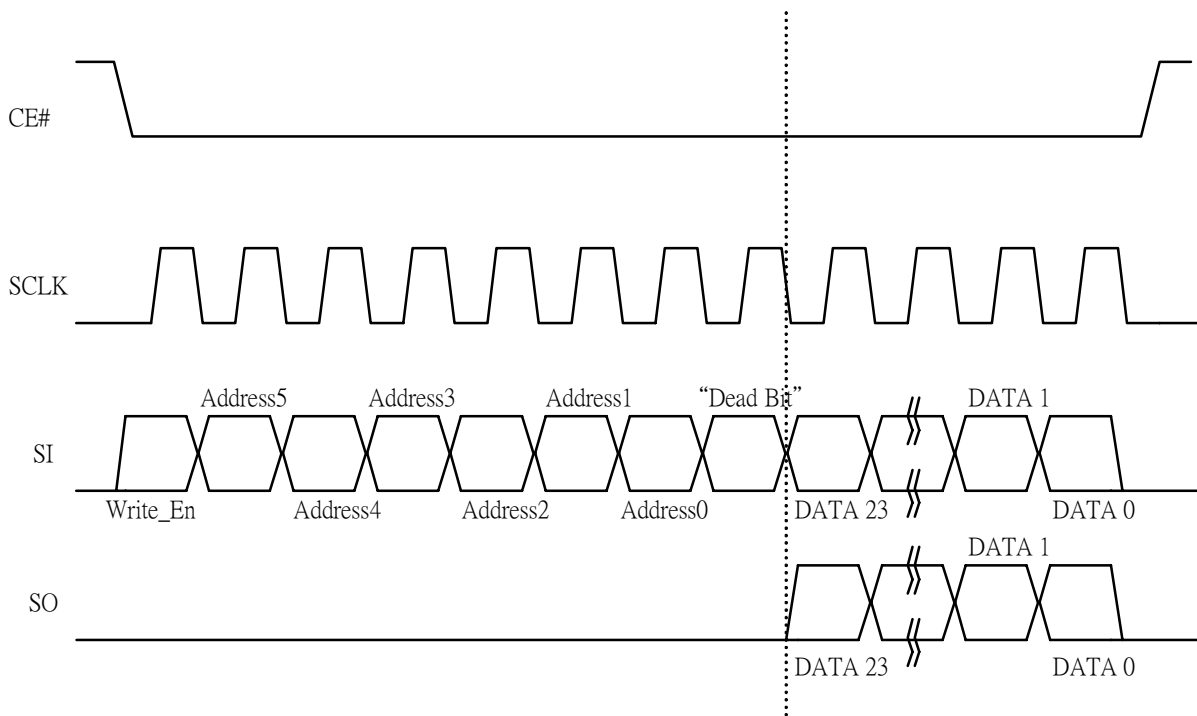 CE#
SCLK
Address5 Address3 Address1 “Dead Bit” DATA 1
SI
Write_En Address4 Address2 Address0 DATA 23 DATA 0
DATA 1
SO
DATA 23 DATA 0